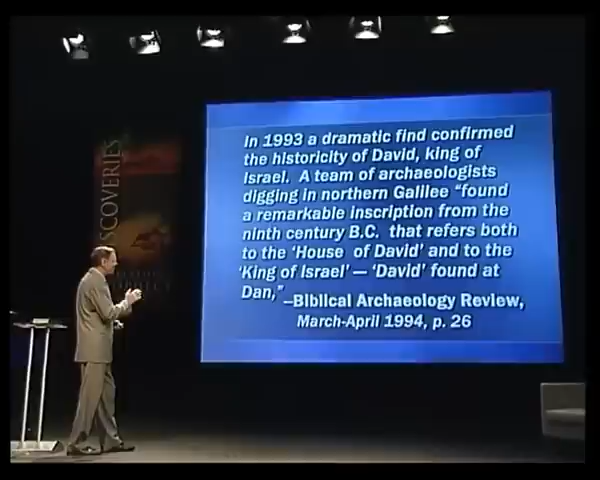 SCOVERIES
In 1993 a dramatic find confirmed
the historicity of David, king of
Israel. A team of archaeologists
digging in northern Galilee “found
a remarkable inscription from the
ninth century B.C. that refers both
to the ‘House of David’ and to the
‘King of Israel’ — ‘David’ found at
Dan,”
–Biblical Archaeology Review,
March-April 1994, p. 26